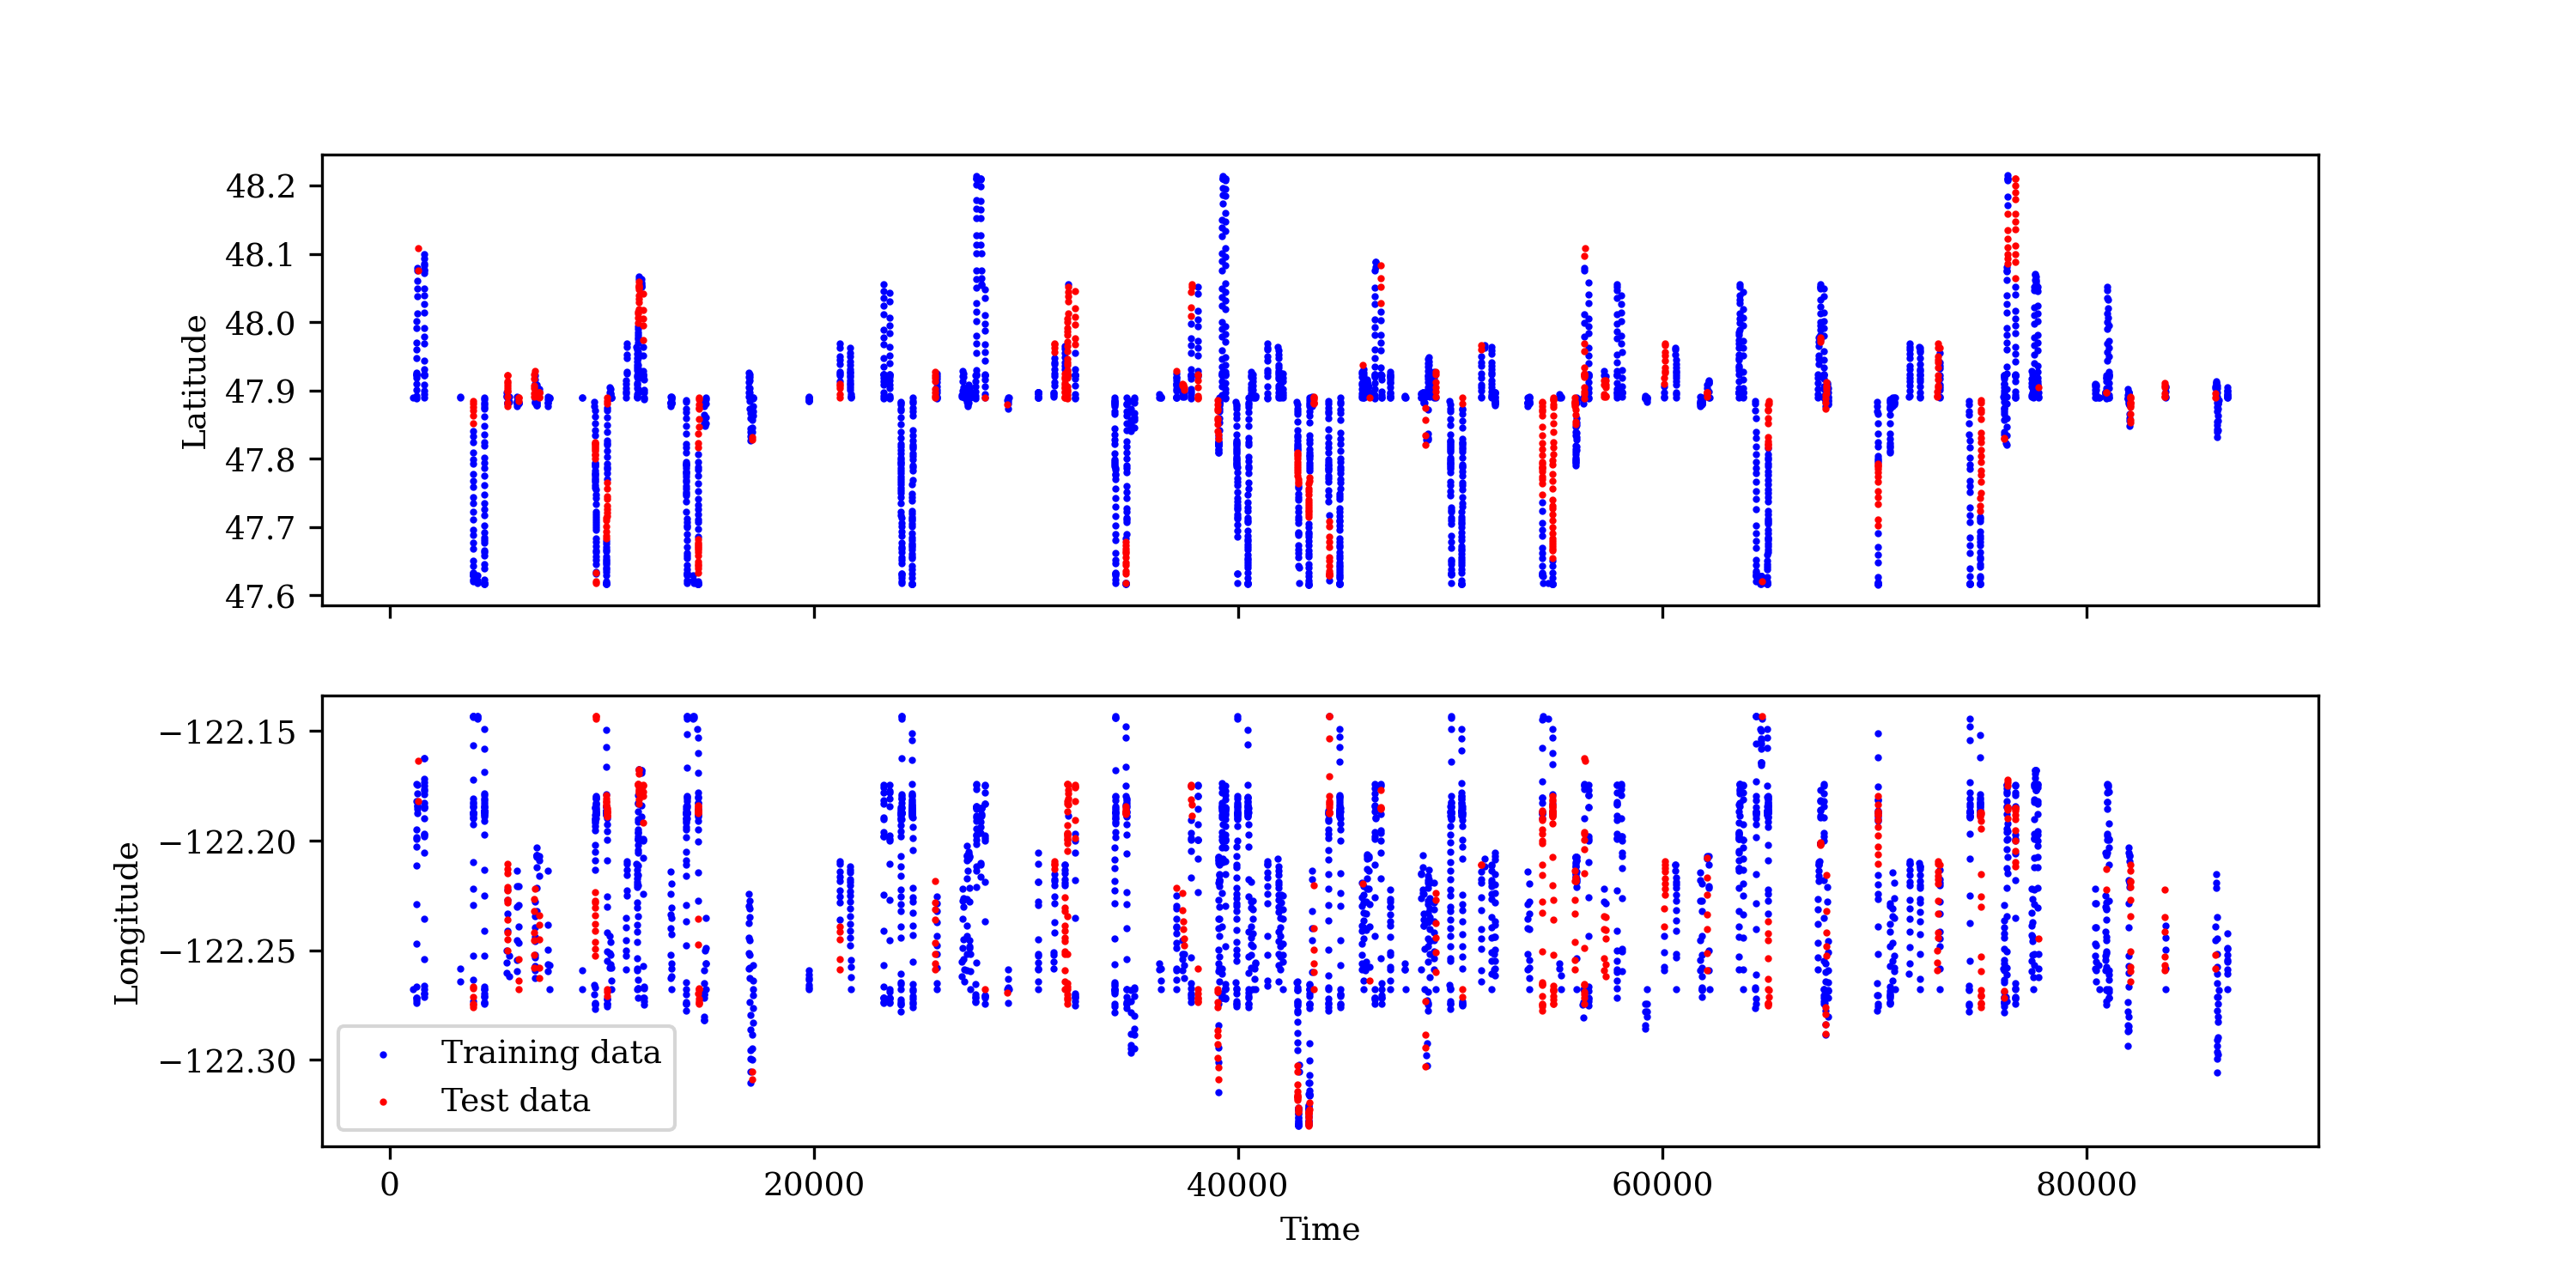 48.2
48.1
48.0
47.9
47.8
47.7
47.6
Latitude
−122.15
−122.20
−122.25
−122.30
Longitude
Training data
Test data
0 20000 40000 60000 80000
Time